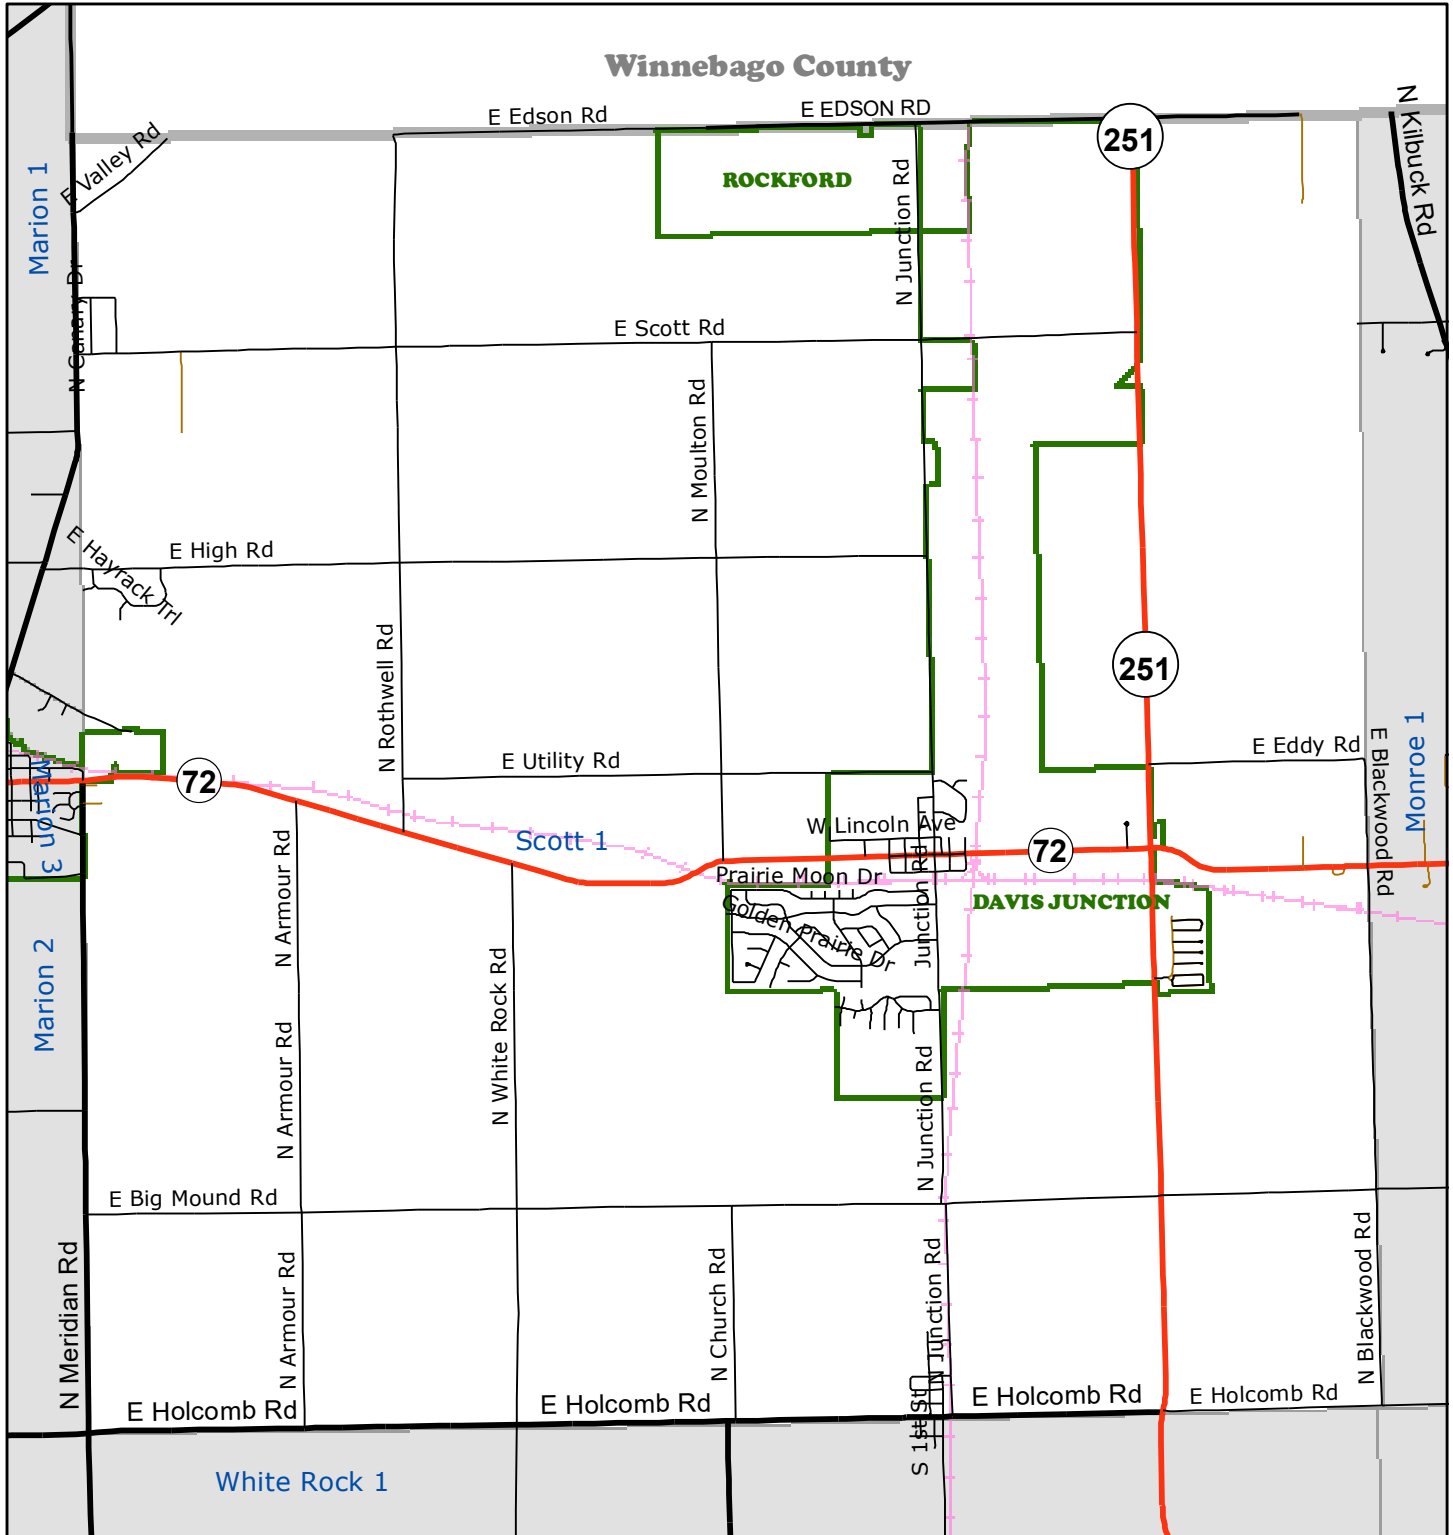 Winnebago County
N Kilbuck Rd
E Edson Rd
E EDSON RD
251
E Valley Rd
ROCKFORD
Marion 1
N Junction Rd
N Canary Dr
E Scott Rd
N Moulton Rd
E High Rd
E Hayrack Trl
N Rothwell Rd
251
E Utility Rd
E Eddy Rd
E Blackwood Rd
Monroe 1
72
Marion 3
W Lincoln Ave
Scott 1
72
N Armour Rd
Prairie Moon Dr
Junction Rd
DAVIS JUNCTION
Golden Prairie Dr
Marion 2
N White Rock Rd
N Armour Rd
N Junction Rd
E Big Mound Rd
N Meridian Rd
N Armour Rd
N Church Rd
N Junction Rd
N Blackwood Rd
E Holcomb Rd
E Holcomb Rd
E Holcomb Rd
E Holcomb Rd
S 1st St
White Rock 1